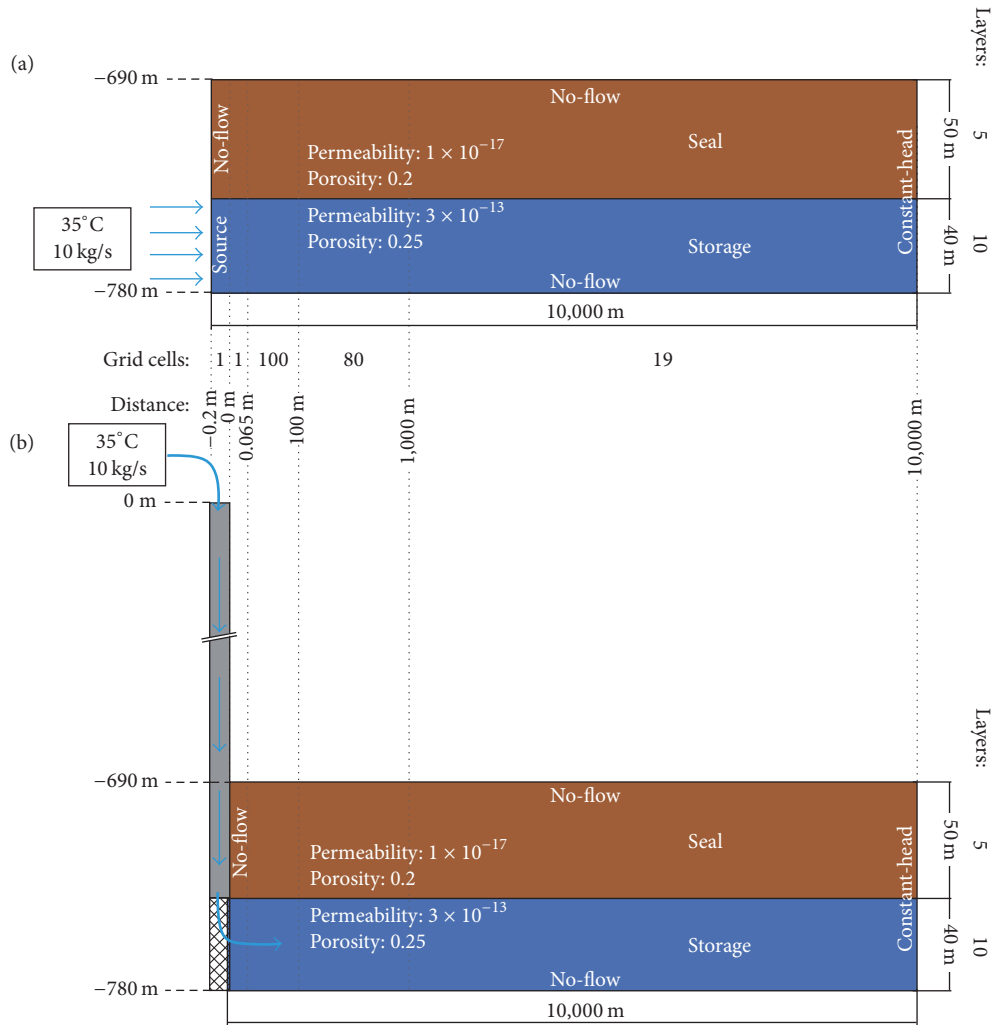 Layers:
(a)
−690 m
No-flow
No-flow
Permeability: 1 × 10⁻¹⁷
Porosity: 0.2
Seal
Constant-head
50 m
5
35°C
10 kg/s
Source
Permeability: 3 × 10⁻¹³
Porosity: 0.25
Storage
40 m
10
No-flow
−780 m
10,000 m
Grid cells: 1 1 100 80 19
Distance: −0.2 m 0 m 0.065 m 100 m 1,000 m 10,000 m
(b)
35°C
10 kg/s
0 m
Layers:
−690 m
No-flow
No-flow
Permeability: 1 × 10⁻¹⁷
Porosity: 0.2
Seal
Constant-head
50 m
5
Permeability: 3 × 10⁻¹³
Porosity: 0.25
Storage
40 m
10
No-flow
−780 m
10,000 m